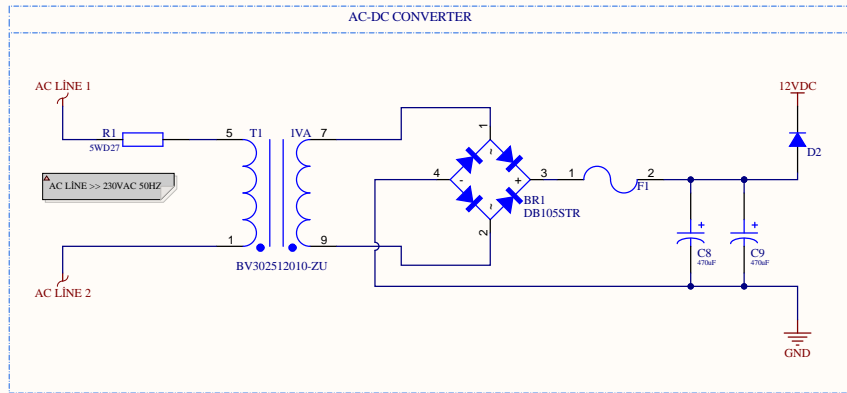 AC-DC CONVERTER
AC LİNE 1
12VDC
R1
5WD27
5
T1
1VA
7
1
D2
AC LİNE >> 230VAC 50HZ
4
~
-
+
~
3
1
2
F1
BR1
DB105STR
2
1
9
+
+
C8
470uF
C9
470uF
BV302512010-ZU
AC LİNE 2
GND